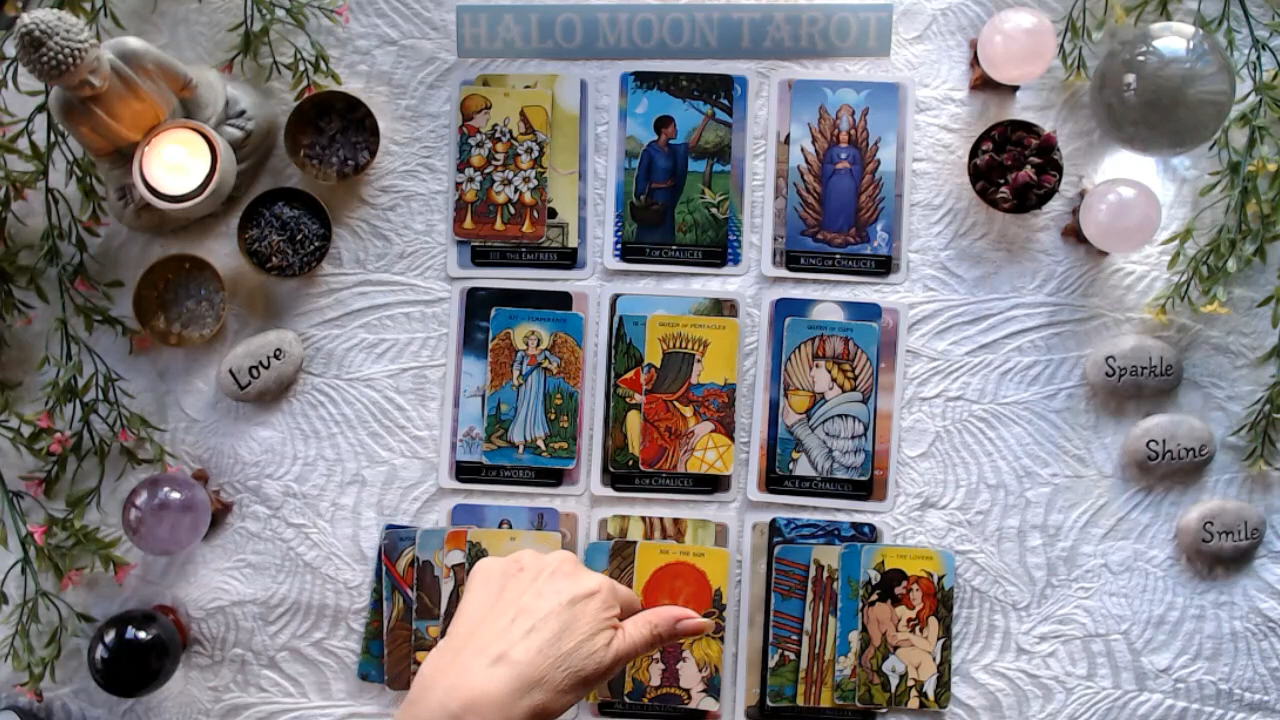 HALO MOON TAROT
VI
III THE EMPRESS
7 OF CHALICES
KING OF CHALICES
XIV — TEMPERANCE
QUEEN OF PENTACLES
QUEEN OF CUPS
2 OF SWORDS
6 OF CHALICES
ACE OF CHALICES
Love
Sparkle
Shine
Smile
XIX — THE SUN
VI — THE LOVERS